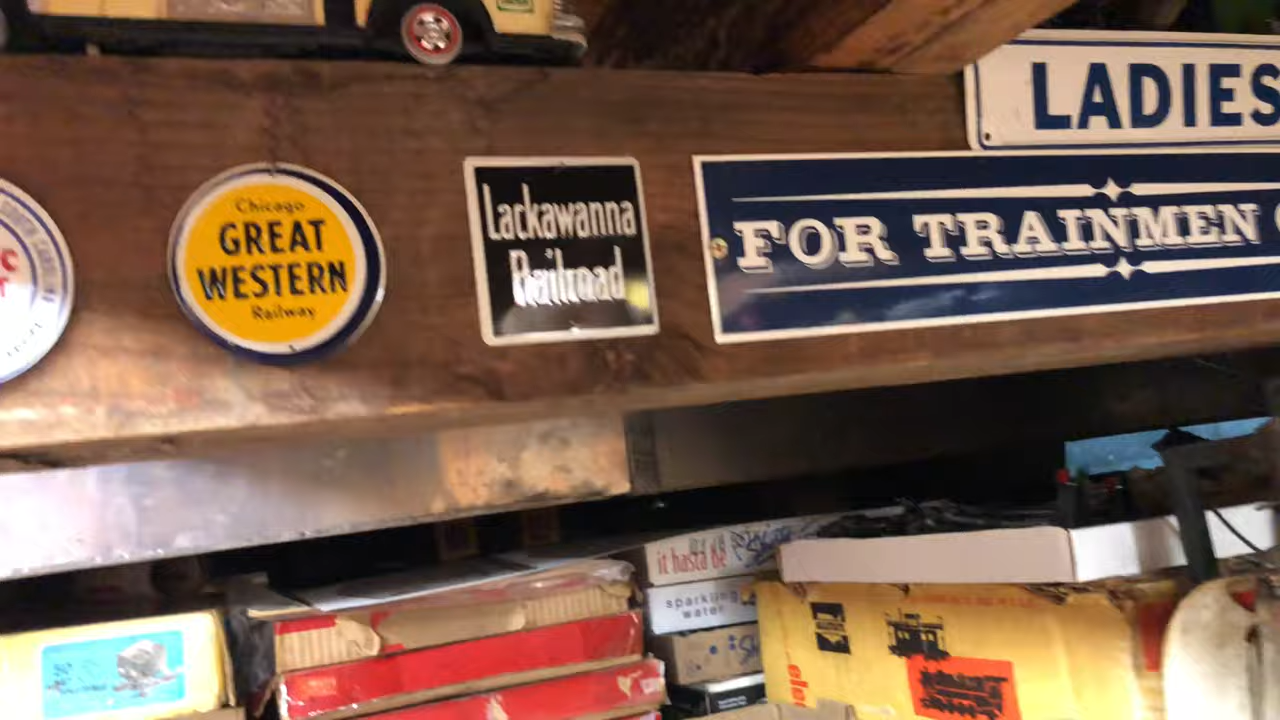 LADIES
Chicago
GREAT
WESTERN
Railway
Lackawanna
Railroad
FOR TRAINMEN
it hasta be
sparkling
water